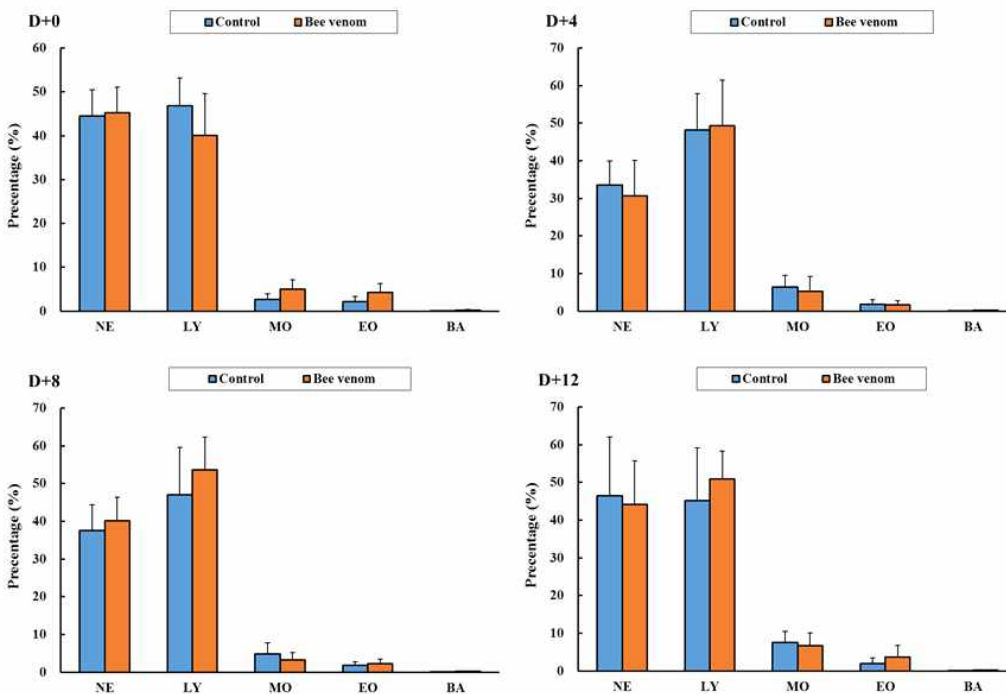 D+0
Control Bee venom
Precentage (%)
60
50
40
30
20
10
0
NE LY MO EO BA
D+4
Control Bee venom
Precentage (%)
70
60
50
40
30
20
10
0
NE LY MO EO BA
D+8
Control Bee venom
Precentage (%)
70
60
50
40
30
20
10
0
NE LY MO EO BA
D+12
Control Bee venom
Precentage (%)
70
60
50
40
30
20
10
0
NE LY MO EO BA